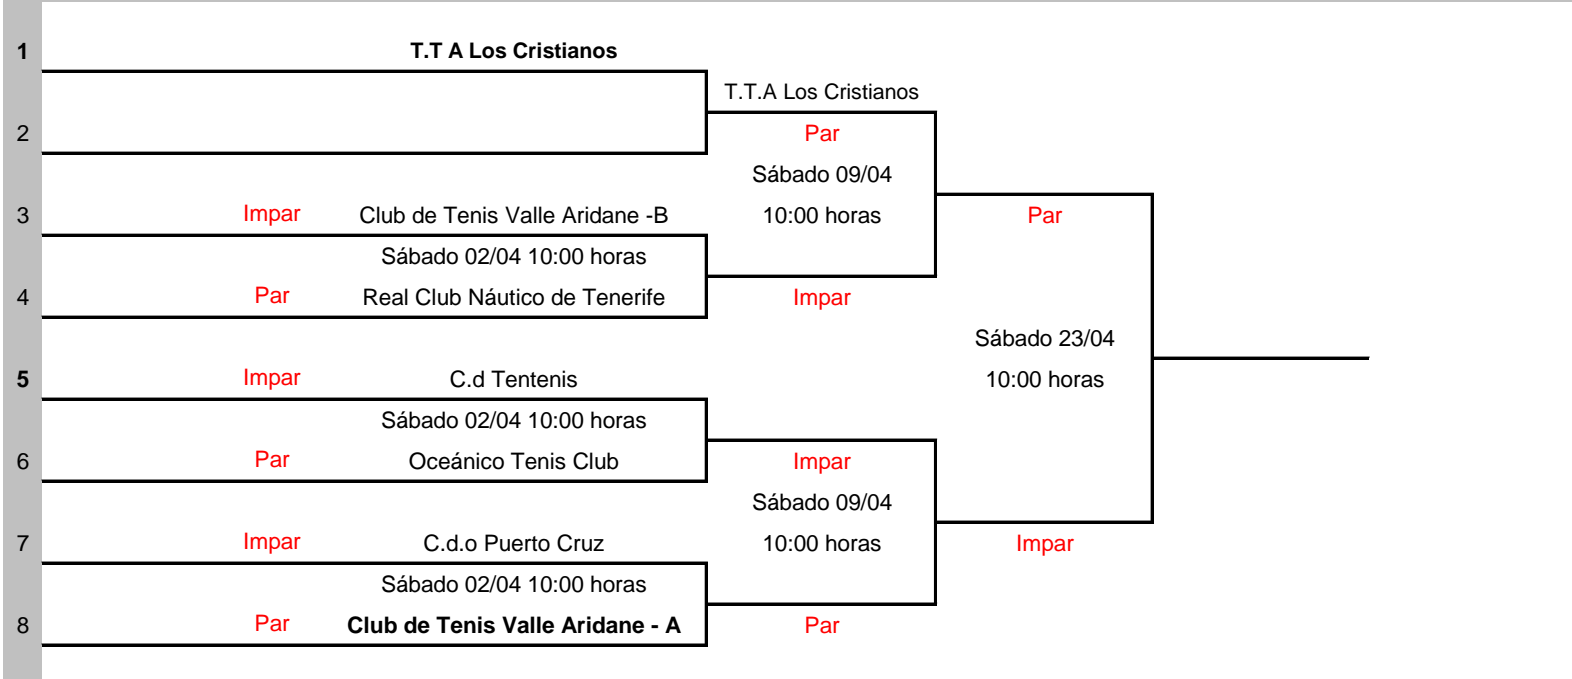 1 T.T A Los Cristianos
T.T.A Los Cristianos
2 Par
Sábado 09/04
3 Impar Club de Tenis Valle Aridane -B 10:00 horas Par
Sábado 02/04 10:00 horas
4 Par Real Club Náutico de Tenerife Impar
Sábado 23/04
5 Impar C.d Tentenis 10:00 horas
Sábado 02/04 10:00 horas
6 Par Oceánico Tenis Club Impar
Sábado 09/04
7 Impar C.d.o Puerto Cruz 10:00 horas Impar
Sábado 02/04 10:00 horas
8 Par Club de Tenis Valle Aridane - A Par